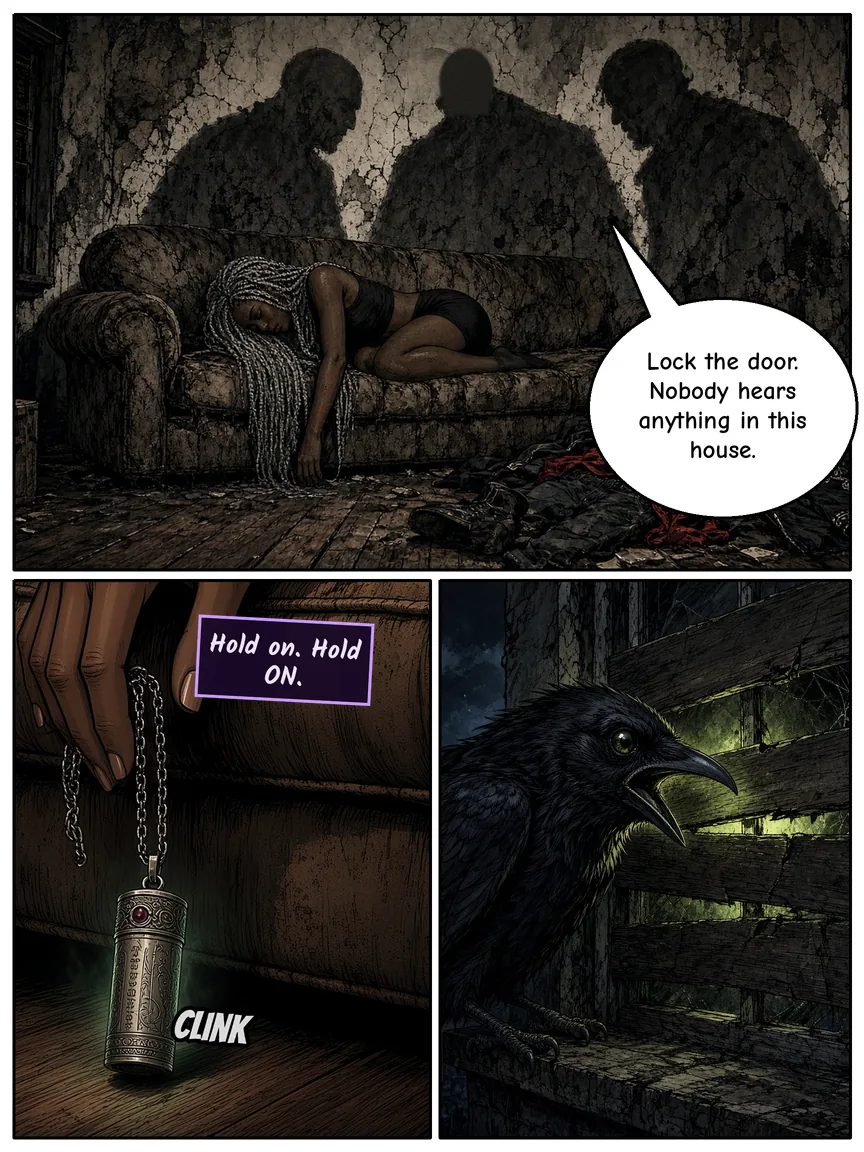 Lock the door.
Nobody hears
anything in this
house.
Hold on. Hold
ON.
CLINK